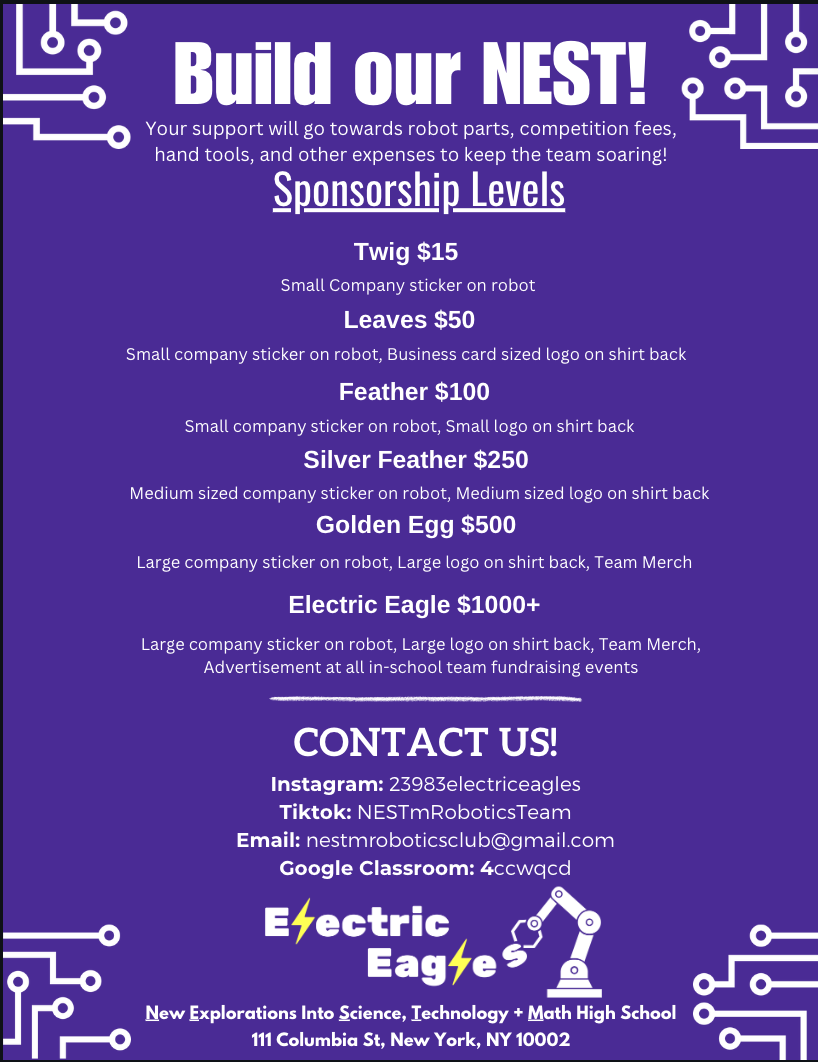 Build our NEST!
Your support will go towards robot parts, competition fees,
hand tools, and other expenses to keep the team soaring!
Sponsorship Levels
Twig $15
Small Company sticker on robot
Leaves $50
Small company sticker on robot, Business card sized logo on shirt back
Feather $100
Small company sticker on robot, Small logo on shirt back
Silver Feather $250
Medium sized company sticker on robot, Medium sized logo on shirt back
Golden Egg $500
Large company sticker on robot, Large logo on shirt back, Team Merch
Electric Eagle $1000+
Large company sticker on robot, Large logo on shirt back, Team Merch,
Advertisement at all in-school team fundraising events
CONTACT US!
Instagram: 23983electriceagles
Tiktok: NESTmRoboticsTeam
Email: nestmroboticsclub@gmail.com
Google Classroom: 4ccwqcd
Electric
Eagles
New Explorations Into Science, Technology + Math High School
111 Columbia St, New York, NY 10002